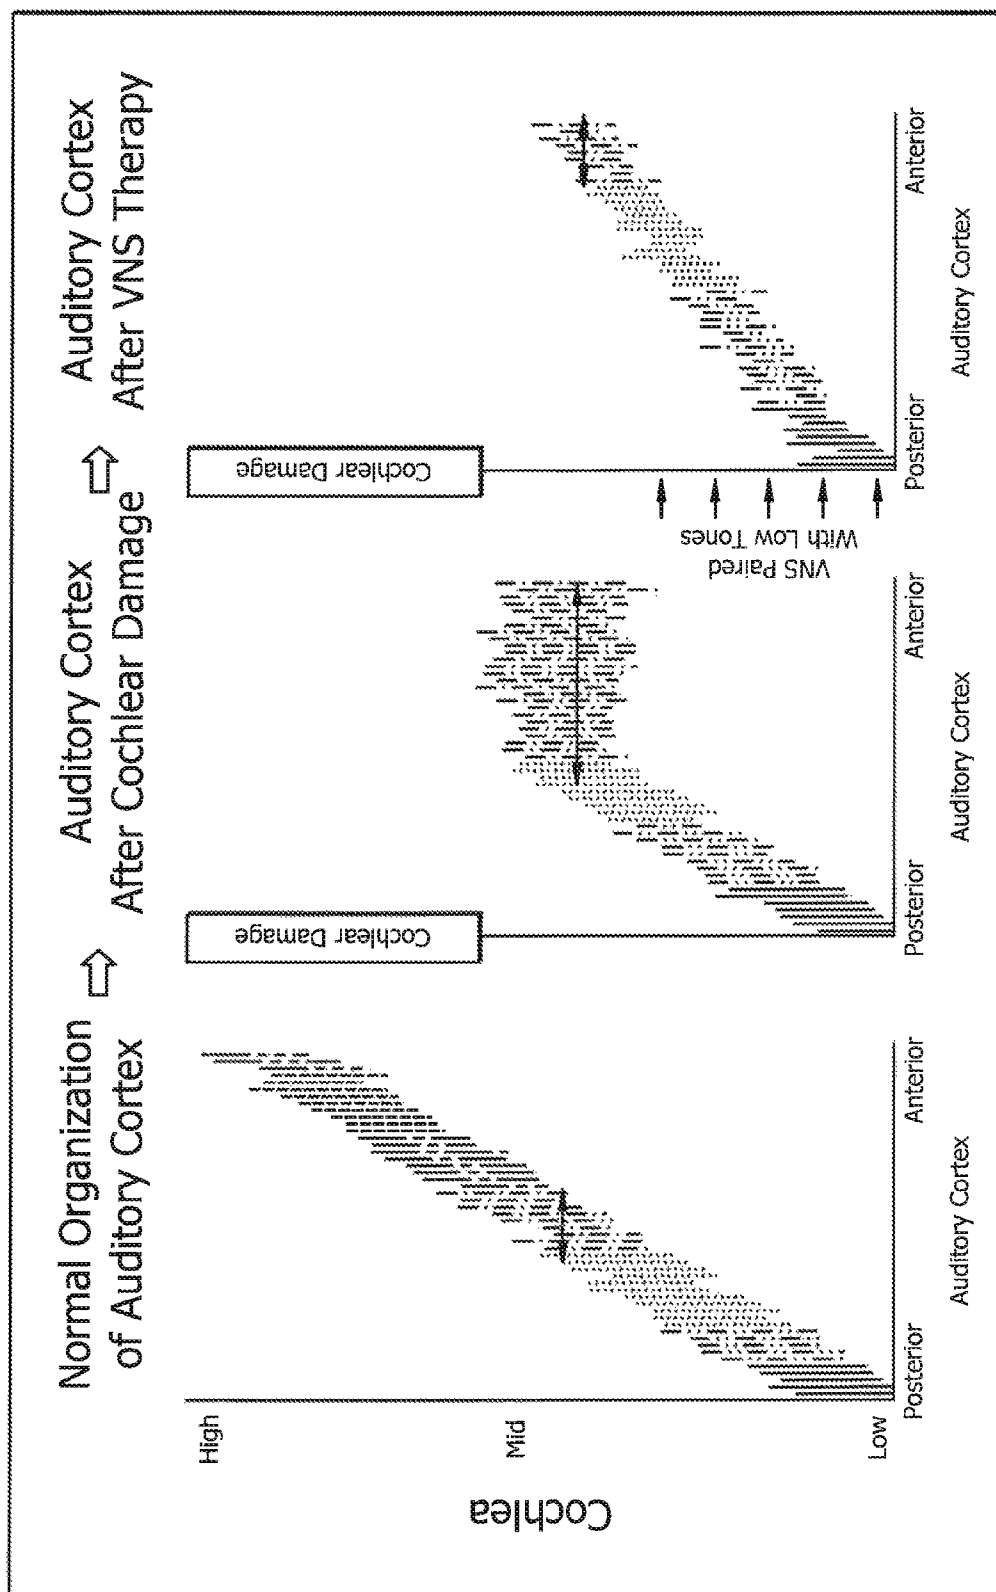 Normal Organization
of Auditory Cortex
Auditory Cortex
After Cochlear Damage
Auditory Cortex
After VNS Therapy
Cochlea
High
Mid
Low
Posterior
Anterior
Auditory Cortex
Cochlear Damage
Posterior
Anterior
Auditory Cortex
VNS Paired
With Low Tones
Cochlear Damage
Posterior
Anterior
Auditory Cortex